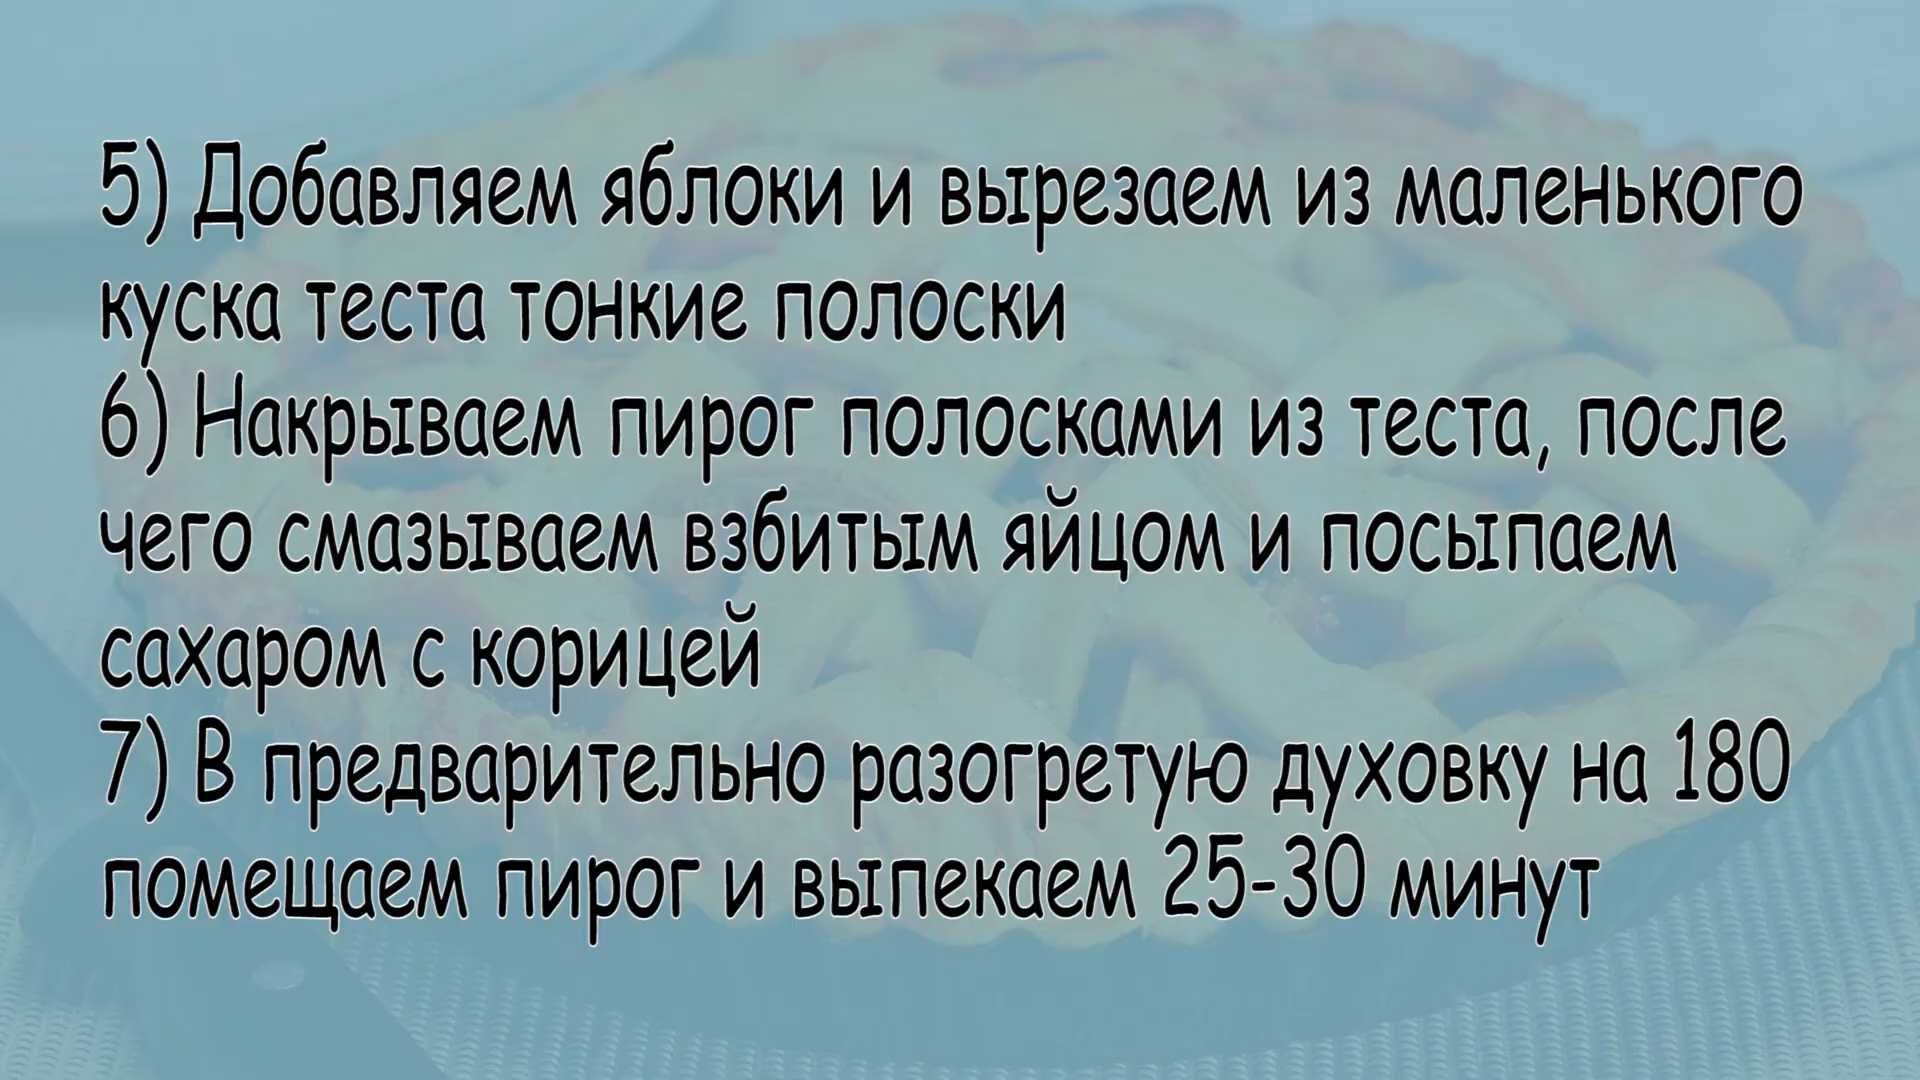 5) Добавляем яблоки и вырезаем из маленького
куска теста тонкие полоски
6) Накрываем пирог полосками из теста, после
чего смазываем взбитым яйцом и посыпаем
сахаром с корицей
7) В предварительно разогретую духовку на 180
помещаем пирог и выпекаем 25-30 минут